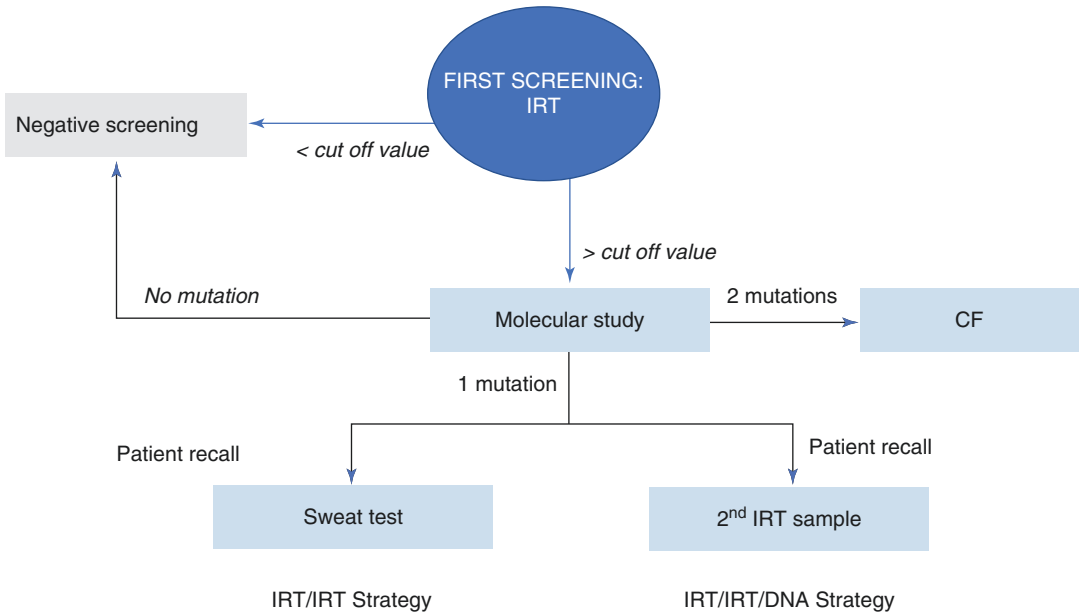 FIRST SCREENING:
IRT
Negative screening
< cut off value
> cut off value
No mutation
Molecular study
2 mutations
CF
1 mutation
Patient recall
Patient recall
Sweat test
2nd IRT sample
IRT/IRT Strategy
IRT/IRT/DNA Strategy